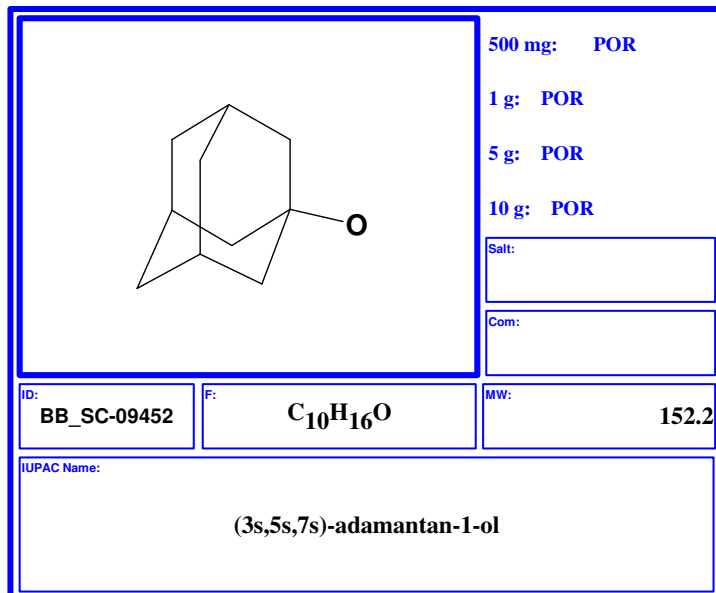 500 mg: POR
1 g: POR
5 g: POR
10 g: POR
O
Salt:
Com:
ID:
BB_SC-09452
F:
C10H16O
MW:
152.2
IUPAC Name:
(3s,5s,7s)-adamantan-1-ol